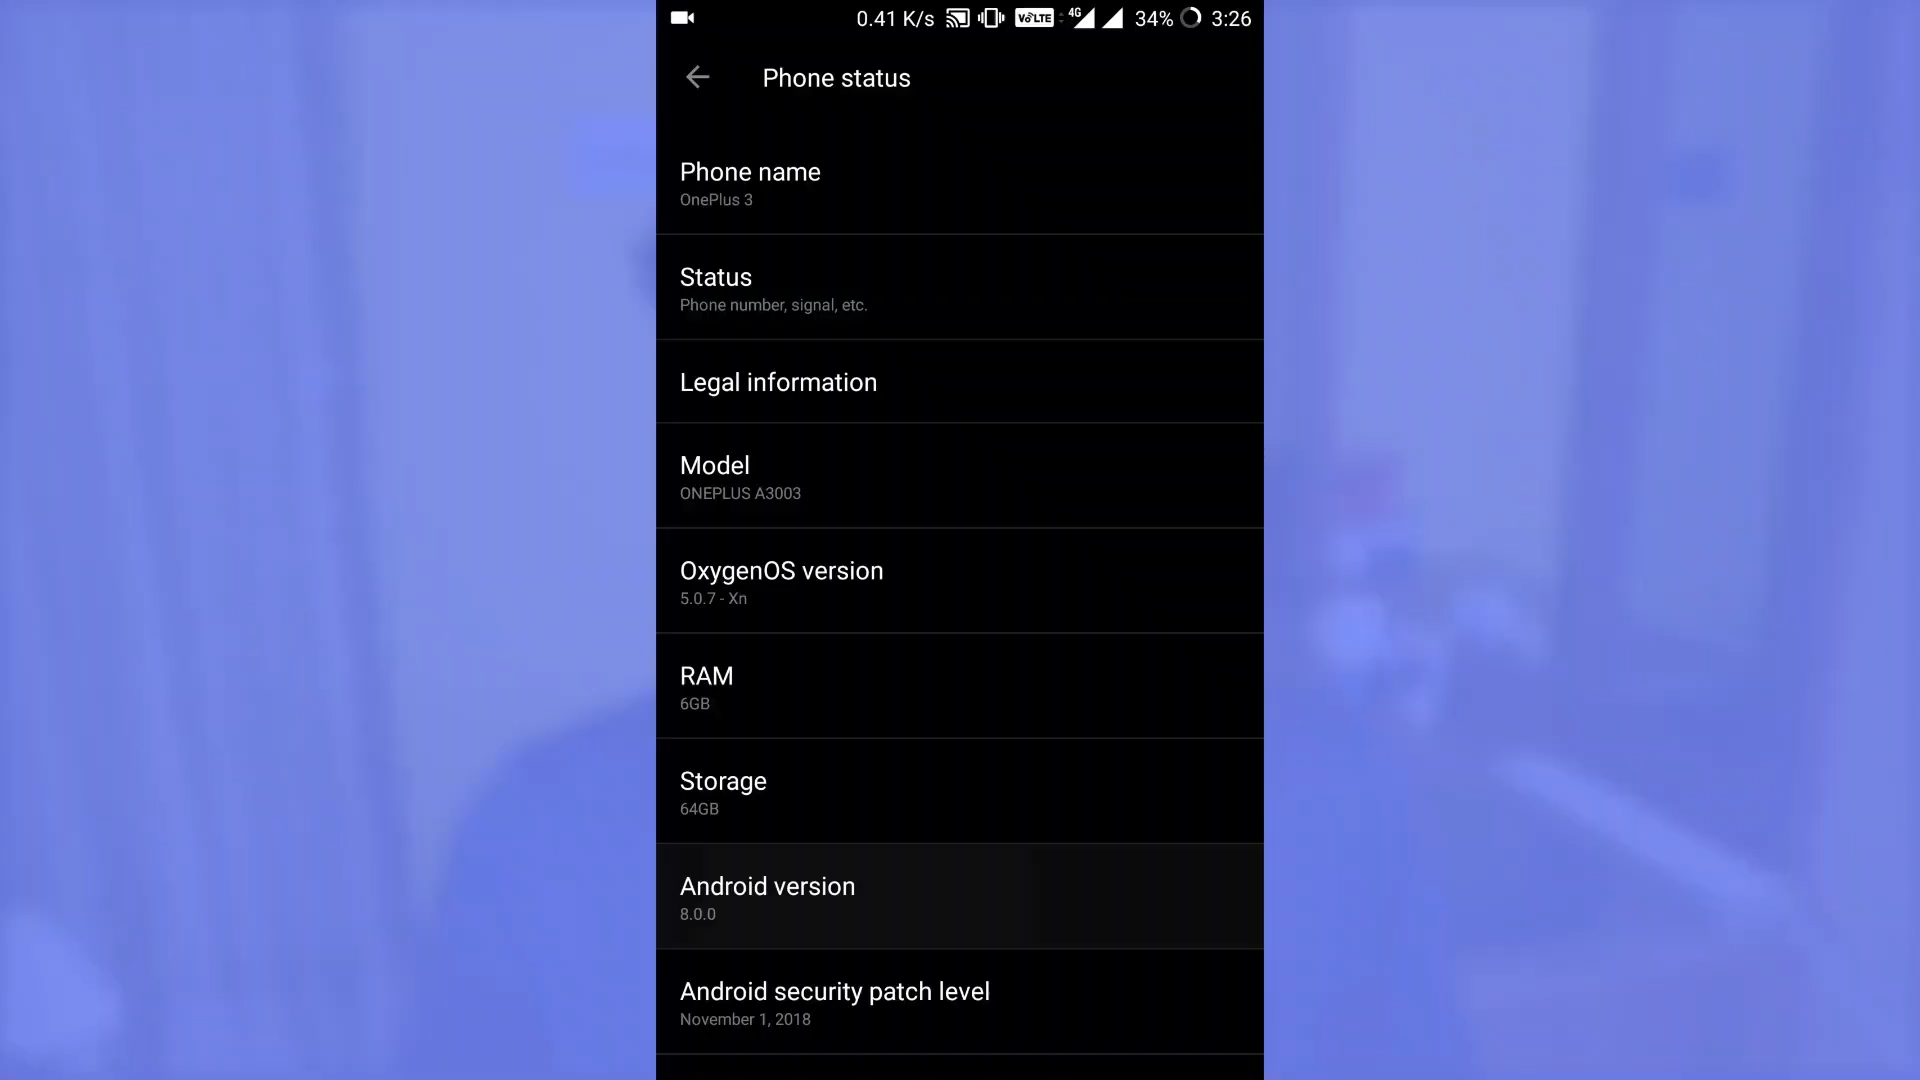 0.41 K/s VoLTE 4G 34% 3:26
Phone status
Phone name
OnePlus 3
Status
Phone number, signal, etc.
Legal information
Model
ONEPLUS A3003
OxygenOS version
5.0.7 - Xn
RAM
6GB
Storage
64GB
Android version
8.0.0
Android security patch level
November 1, 2018